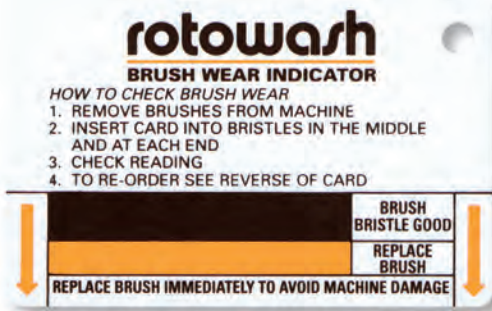 rotowash
BRUSH WEAR INDICATOR
HOW TO CHECK BRUSH WEAR
1. REMOVE BRUSHES FROM MACHINE
2. INSERT CARD INTO BRISTLES IN THE MIDDLE
AND AT EACH END
3. CHECK READING
4. TO RE-ORDER SEE REVERSE OF CARD
BRUSH
BRISTLE GOOD
REPLACE
BRUSH
REPLACE BRUSH IMMEDIATELY TO AVOID MACHINE DAMAGE